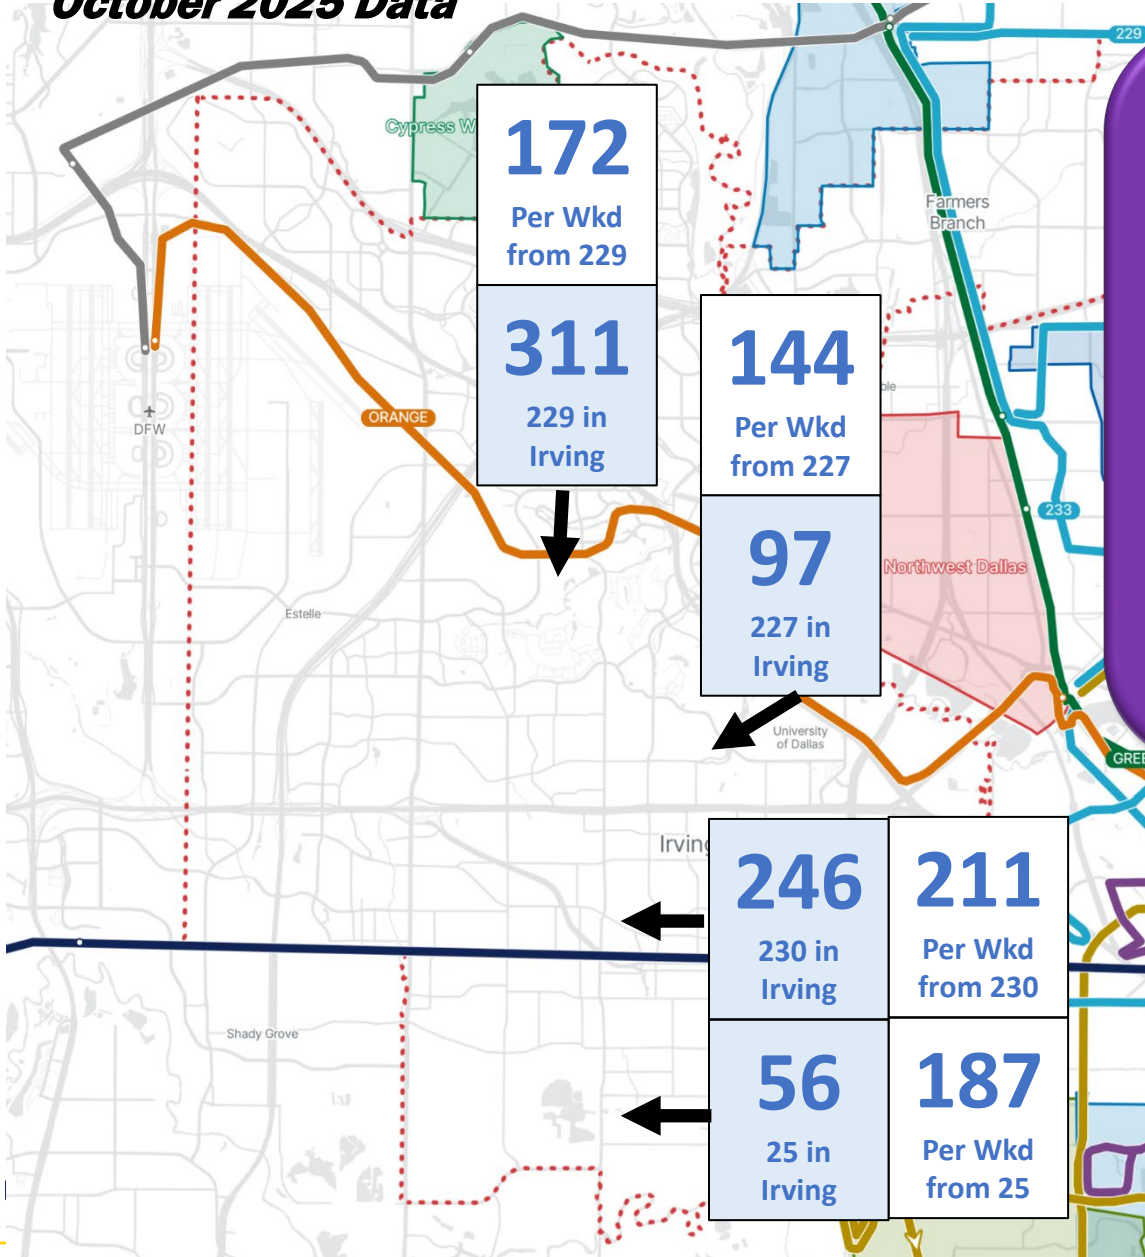 October 2025 Data
229
Cypress W
172
Per Wkd
from 229
Farmers
Branch
311
229 in
Irving
144
Per Wkd
from 227
DFW
ORANGE
233
97
227 in
Irving
Northwest Dallas
Estelle
University
of Dallas
GREE
Irving
246
230 in
Irving
211
Per Wkd
from 230
Shady Grove
56
25 in
Irving
187
Per Wkd
from 25